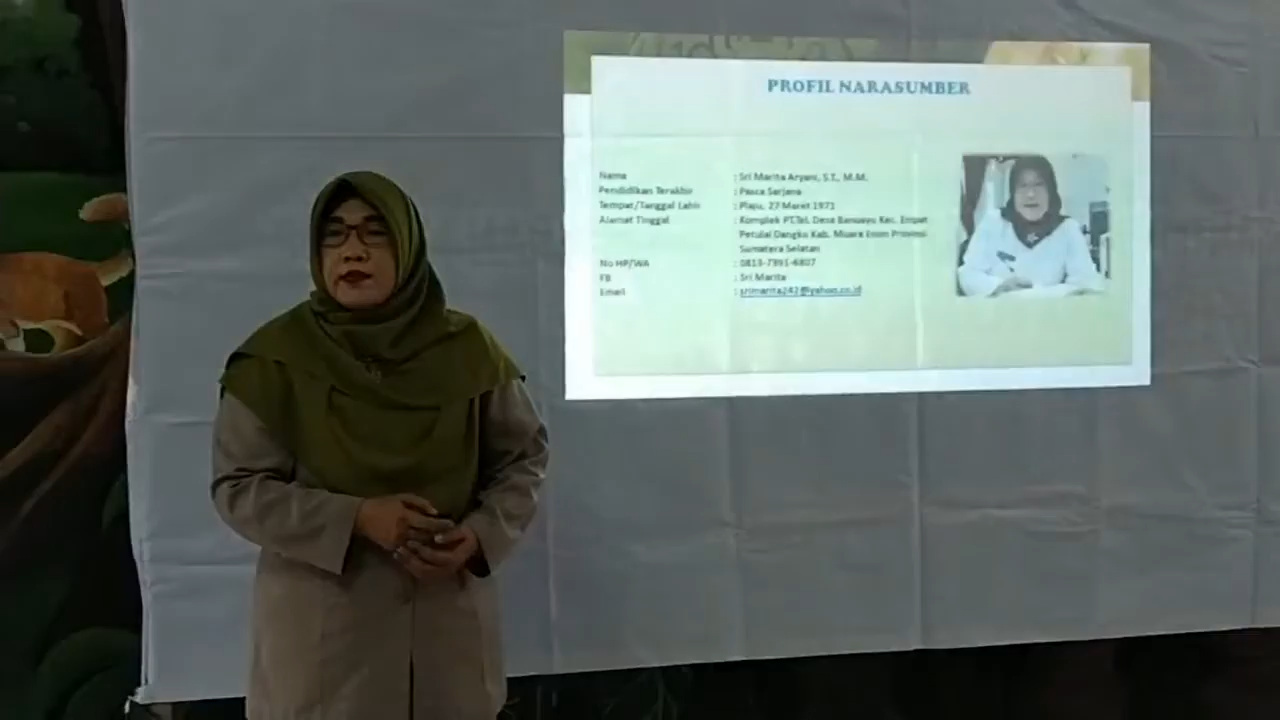 PROFIL NARASUMBER
Nama : Sri Marita Aryani, S.T., M.M.
Pendidikan Terakhir : Pasca Sarjana
Tempat/Tanggal Lahir : Plaju, 27 Maret 1971
Alamat Tinggal : Komplek PT.Tel, Desa Banuayu Kec. Empat
Petulai Dangku Kab. Muara Enim Provinsi
Sumatera Selatan
No HP/WA : 0813-7391-6807
FB : Sri Marita
Email : srimarita242@yahoo.co.id